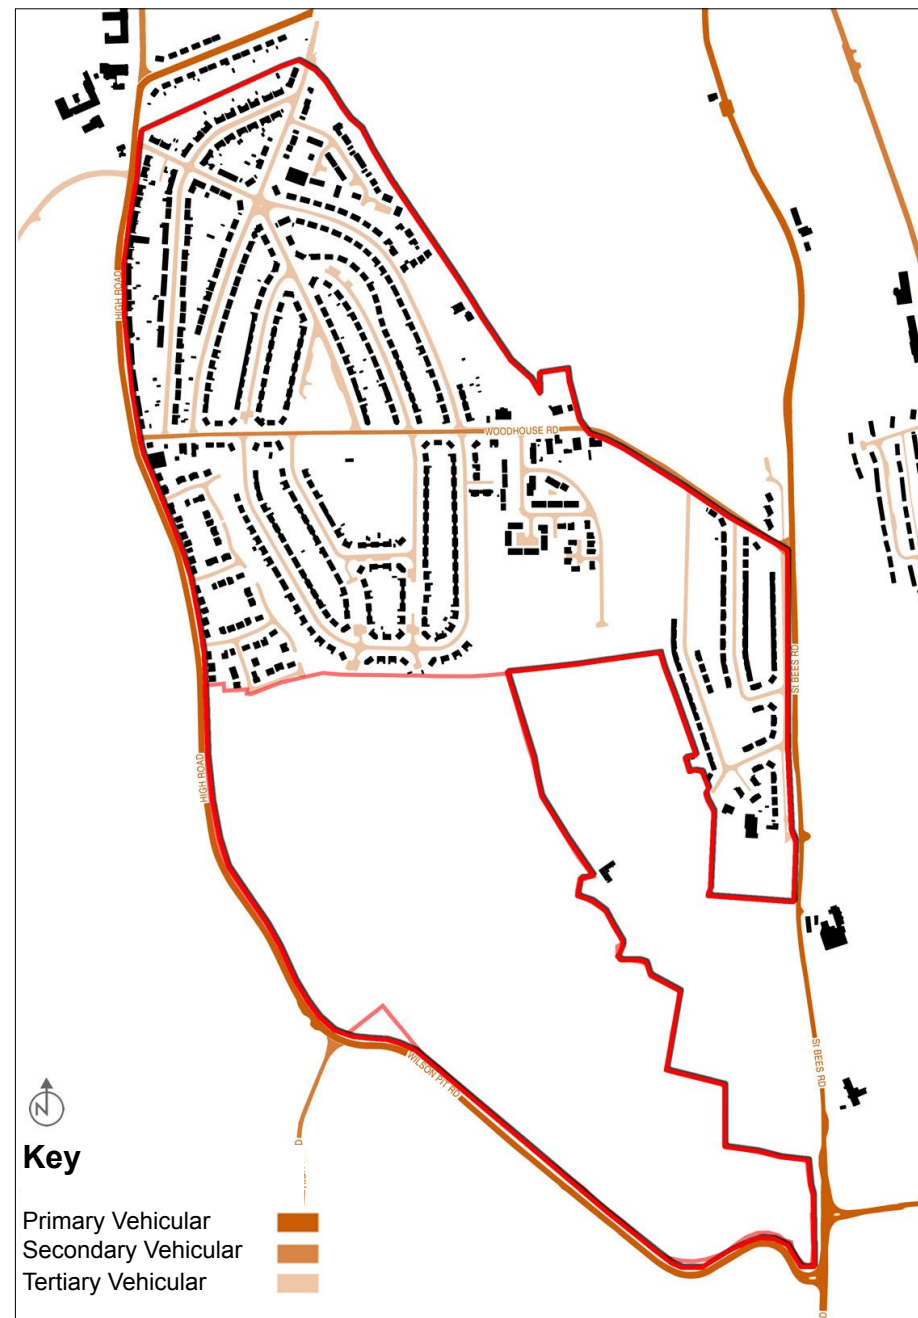 HIGH ROAD
WOODHOUSE RD
St BEES RD
HIGH ROAD
WILSON PIT RD
St BEES RD
N
D
D
Key
Primary Vehicular
Secondary Vehicular
Tertiary Vehicular